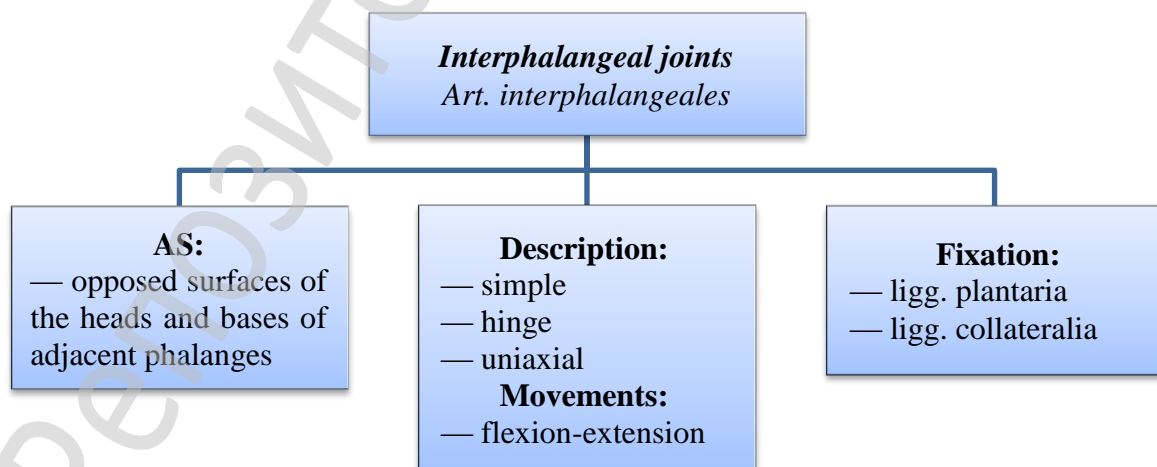 Interphalangeal joints
Art. interphalangeales
AS:
— opposed surfaces of
the heads and bases of
adjacent phalanges
Description:
— simple
— hinge
— uniaxial
Movements:
— flexion-extension
Fixation:
— ligg. plantaria
— ligg. collateralia